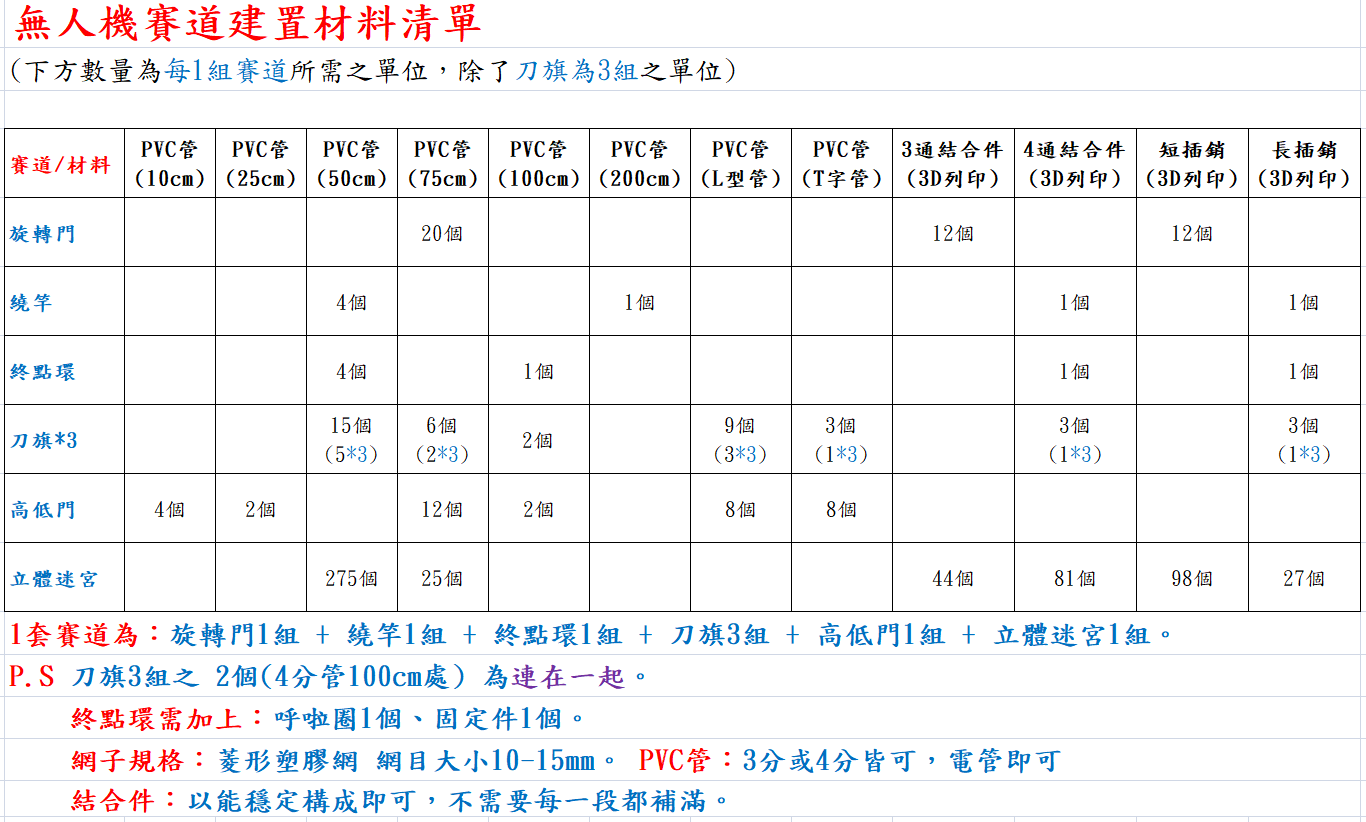 無人機賽道建置材料清單
(下方數量為每1組賽道所需之單位，除了刀旗為3組之單位)
賽道/材料 PVC管(10cm) PVC管(25cm) PVC管(50cm) PVC管(75cm) PVC管(100cm) PVC管(200cm) PVC管(L型管) PVC管(T字管) 3通結合件(3D列印) 4通結合件(3D列印) 短插銷(3D列印) 長插銷(3D列印)
旋轉門 20個 12個 12個
繞竿 4個 1個 1個 1個
終點環 4個 1個 1個 1個
刀旗*3 15個(5*3) 6個(2*3) 2個 9個(3*3) 3個(1*3) 3個(1*3) 3個(1*3)
高低門 4個 2個 12個 2個 8個 8個
立體迷宮 275個 25個 44個 81個 98個 27個
1套賽道為：旋轉門1組 + 繞竿1組 + 終點環1組 + 刀旗3組 + 高低門1組 + 立體迷宮1組。
P.S 刀旗3組之 2個(4分管100cm處) 為連在一起。
終點環需加上：呼啦圈1個、固定件1個。
網子規格：菱形塑膠網 網目大小10-15mm。 PVC管：3分或4分皆可，電管即可
結合件：以能穩定構成即可，不需要每一段都補滿。